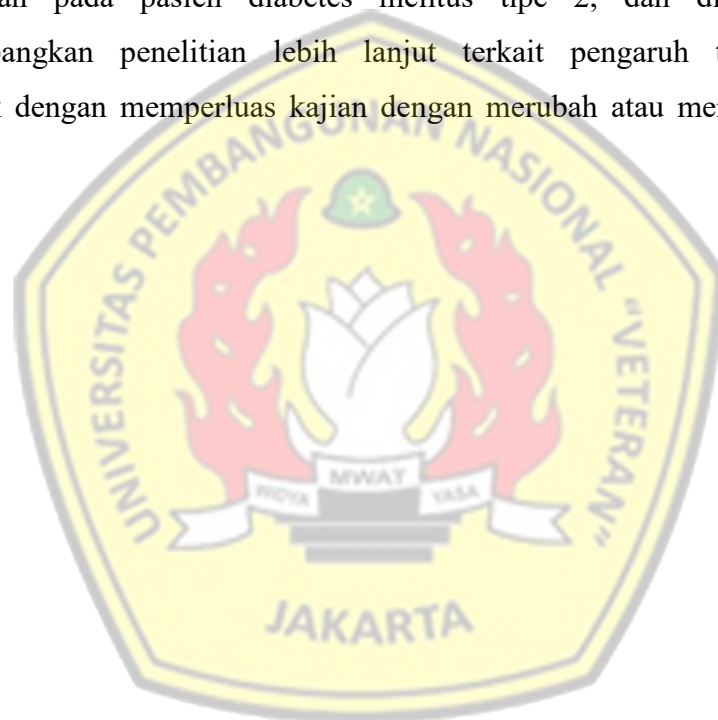 pada pasien diabetes melitus tipe 2, dan
penelitian lebih lanjut terkait pengaruh
dengan memperluas kajian dengan merubah atau
UNIVERSITAS PEMBANGUNAN NASIONAL "VETERAN"
WIDYA MWAT YASA
JAKARTA